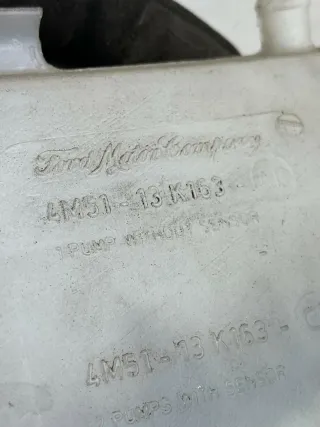 Ford Motor Company
4M51-13K163-
1 PUMP WITHOUT SENSOR
4M51-13K163-
PUMPS WITH SENSOR